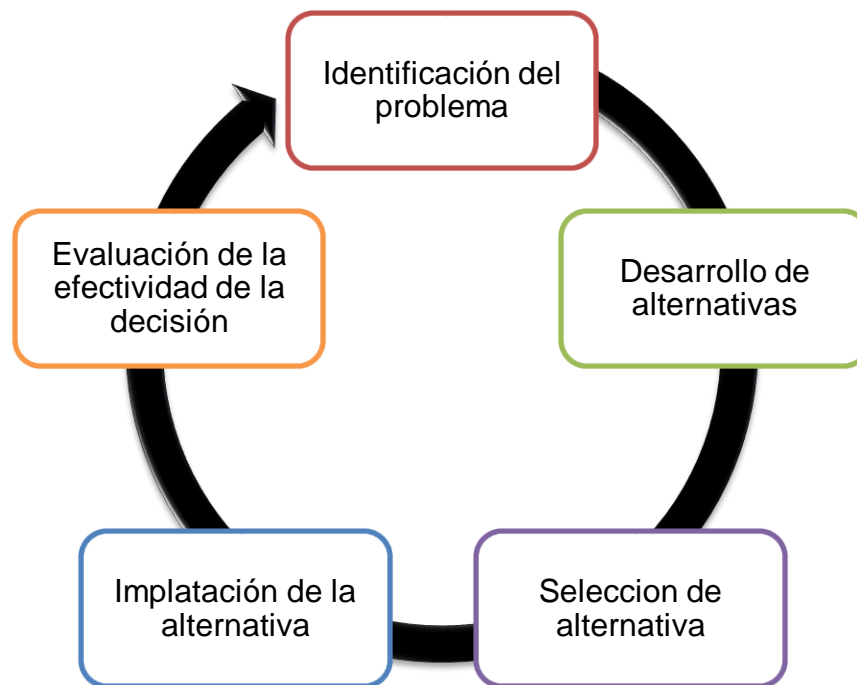 Identificación del
problema
Desarrollo de
alternativas
Seleccion de
alternativa
Implatación de la
alternativa
Evaluación de la
efectividad de la
decisión